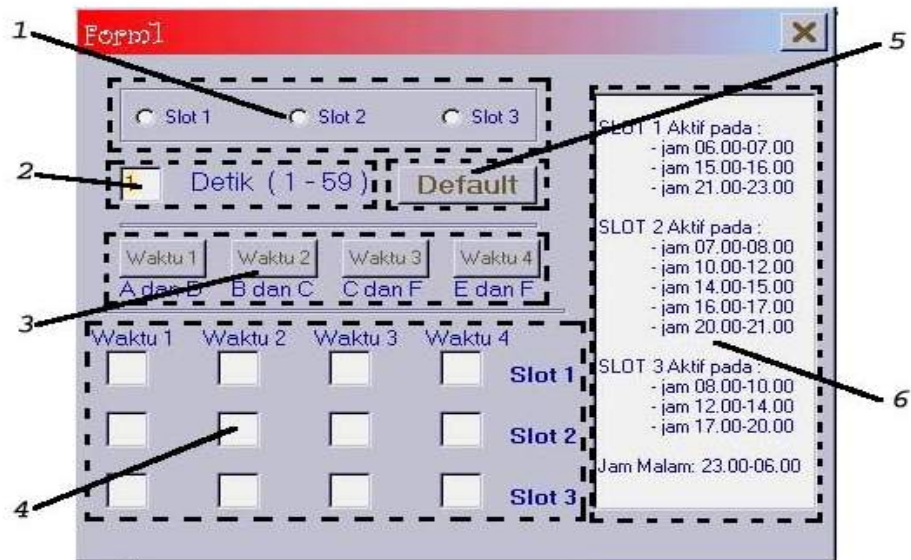 1
Form1
5
Slot 1 Slot 2 Slot 3
2
1 Detik ( 1 - 59 )
Default
Waktu 1 Waktu 2 Waktu 3 Waktu 4
A dan D B dan C C dan F E dan F
3
Waktu 1 Waktu 2 Waktu 3 Waktu 4
Slot 1
Slot 2
4
Slot 3
SLOT 1 Aktif pada :
- jam 06.00-07.00
- jam 15.00-16.00
- jam 21.00-23.00
SLOT 2 Aktif pada :
- jam 07.00-08.00
- jam 10.00-12.00
- jam 14.00-15.00
- jam 16.00-17.00
- jam 20.00-21.00
SLOT 3 Aktif pada :
- jam 08.00-10.00
- jam 12.00-14.00
- jam 17.00-20.00
Jam Malam: 23.00-06.00
6